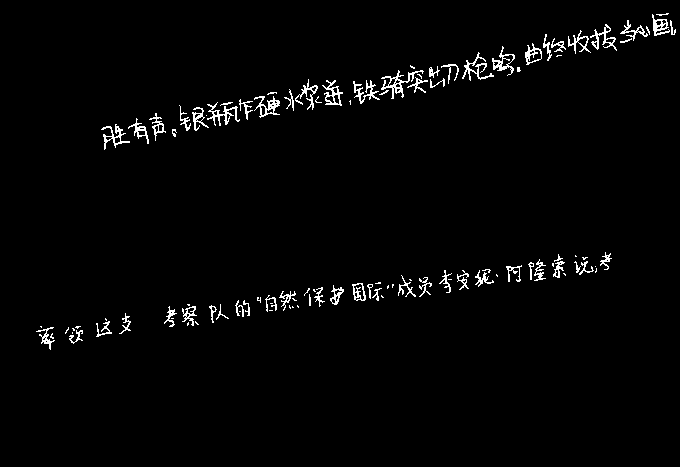 胜有声。银瓶乍破水浆迸,铁骑突出刀枪鸣。曲终收拨当心画
率领这支 考察队的“自然保护国际”成员李安妮·阿隆索说,考